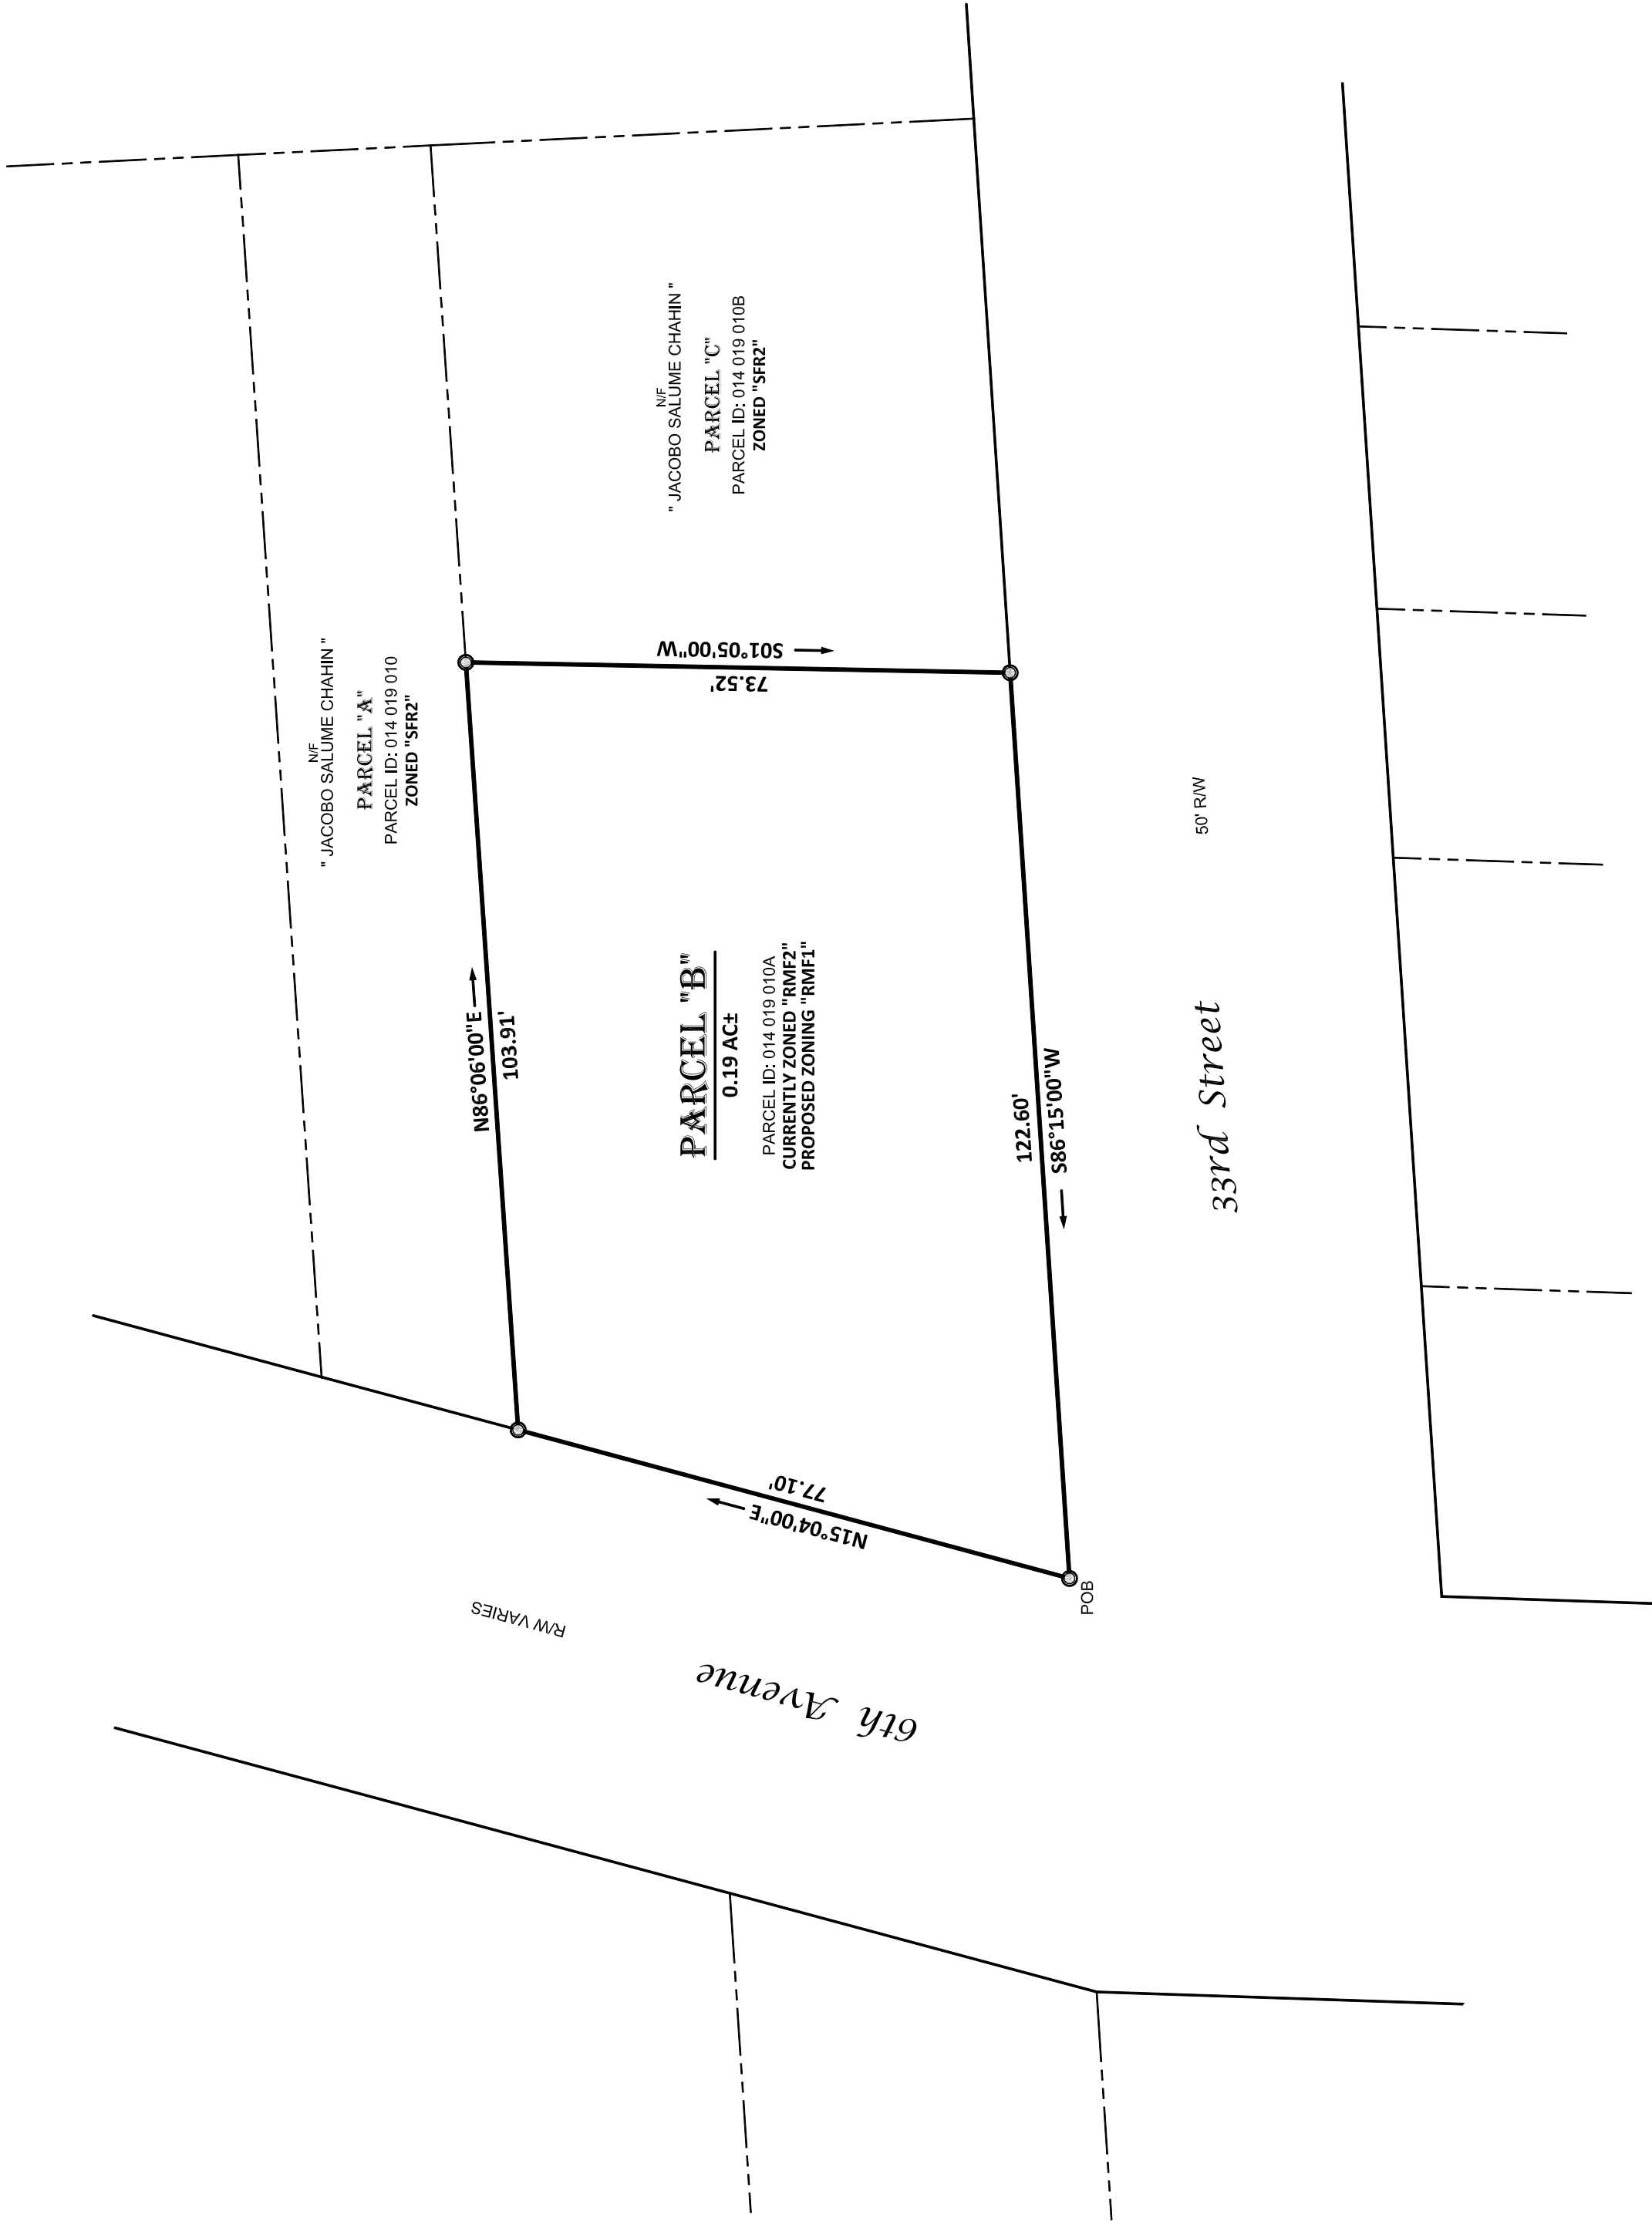 N/F
" JACOBO SALUME CHAHIN "
PARCEL "A"
PARCEL ID: 014 019 010
ZONED "SFR2"
N/F
" JACOBO SALUME CHAHIN "
PARCEL "C"
PARCEL ID: 014 019 010B
ZONED "SFR2"
N86°06'00"E
103.91'
S01°05'00"W
73.52'
PARCEL "B"
0.19 AC±
PARCEL ID: 014 019 010A
CURRENTLY ZONED "RMF2"
PROPOSED ZONING "RMF1"
122.60'
S86°15'00"W
77.10'
N15°04'00"E
POB
R/W VARIES
6th Avenue
33rd Street
50' R/W